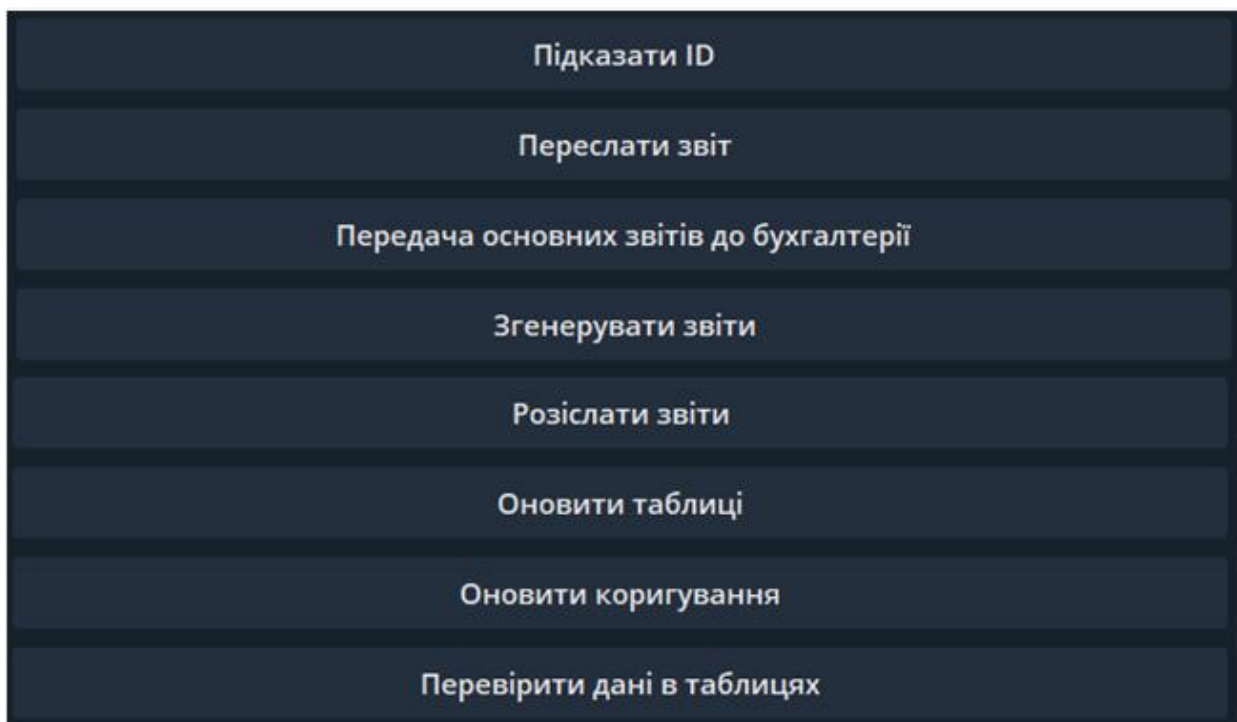 Підказати ID
Переслати звіт
Передача основних звітів до бухгалтерії
Згенерувати звіти
Розіслати звіти
Оновити таблиці
Оновити коригування
Перевірити дані в таблицях